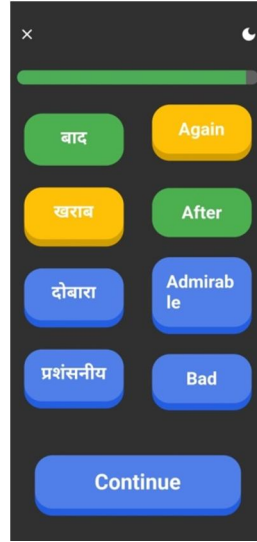 ×
बाद
Again
खराब
After
दोबारा
Admirab
le
प्रशंसनीय
Bad
Continue